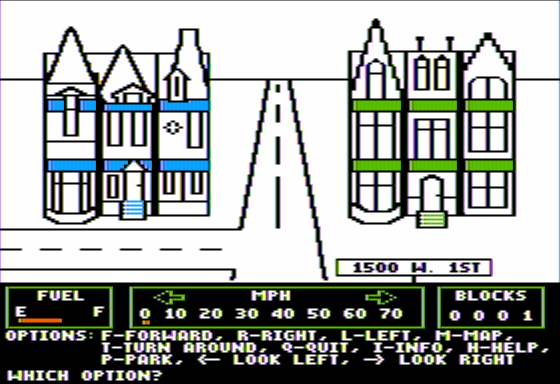 1500 W. 1ST
FUEL
E F
MPH
0 10 20 30 40 50 60 70
BLOCKS
0 0 0 1
OPTIONS: F-FORWARD, R-RIGHT, L-LEFT, M-MAP,
T-TURN AROUND, Q-QUIT, I-INFO, H-HELP,
P-PARK, <- LOOK LEFT, -> LOOK RIGHT
WHICH OPTION?